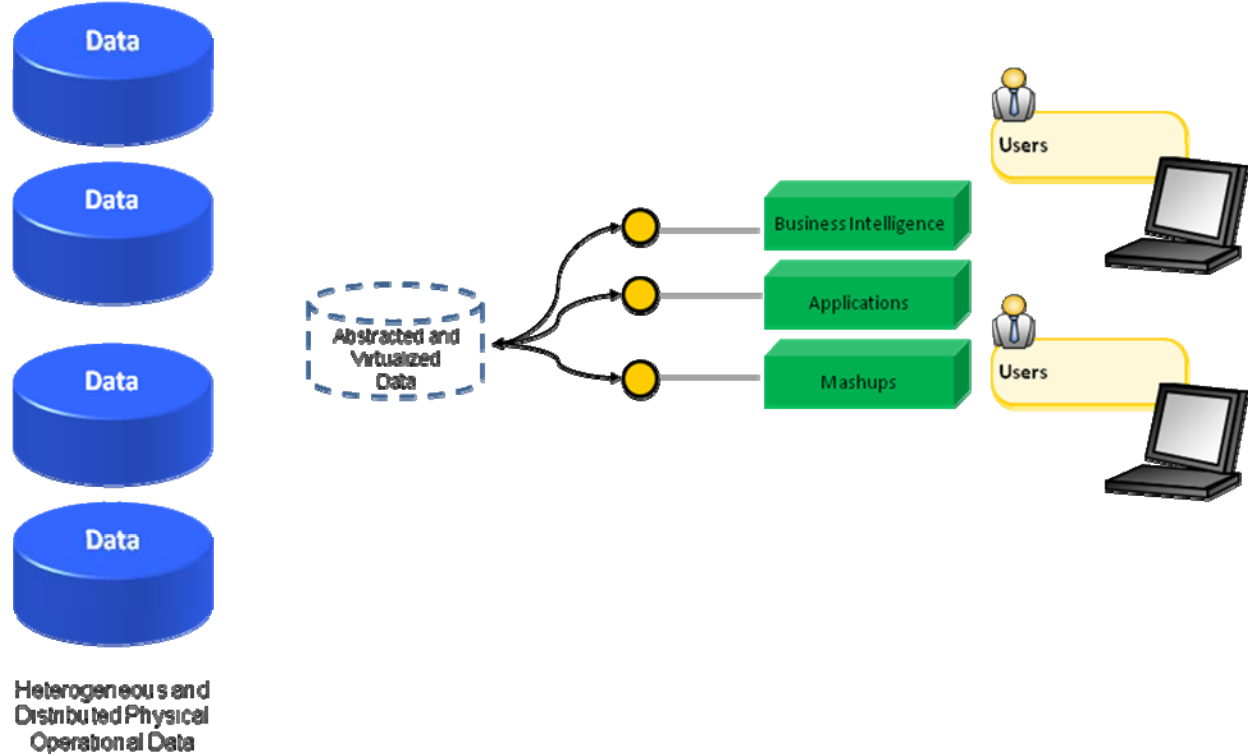 Data
Data
Data
Data
Heterogeneous and
Distributed Physical
Operational Data
Abstracted and
Virtualized
Data
Business Intelligence
Applications
Mashups
Users
Users